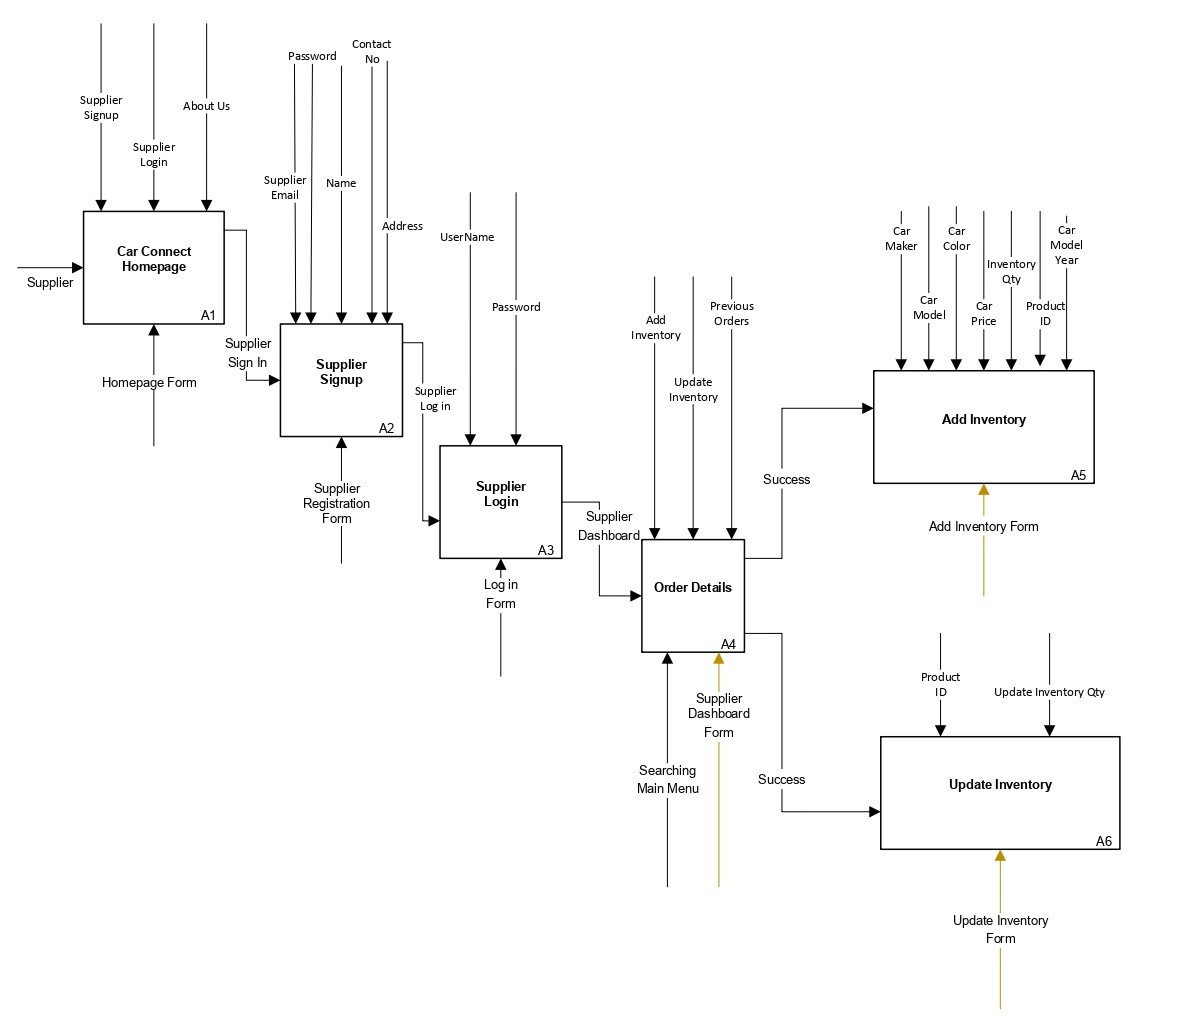 Supplier
Signup
Supplier
Login
About Us
Supplier
Car Connect
Homepage
A1
Homepage Form
Supplier
Sign In
Password
Contact
No
Supplier
Email
Name
Address
Supplier
Signup
A2
Supplier
Registration
Form
Supplier
Log in
UserName
Password
Supplier
Login
A3
Log in
Form
Supplier
Dashboard
Add
Inventory
Update
Inventory
Previous
Orders
Order Details
A4
Searching
Main Menu
Supplier
Dashboard
Form
Success
Success
Car
Maker
Car
Model
Car
Color
Car
Price
Inventory
Qty
Product
ID
Car
Model
Year
Add Inventory
A5
Add Inventory Form
Product
ID
Update Inventory Qty
Update Inventory
A6
Update Inventory
Form